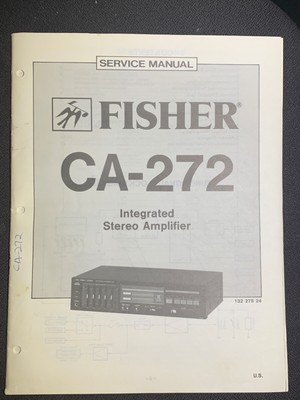 SERVICE MANUAL
FISHER®
CA-272
Integrated
Stereo Amplifier
CA-272
U.S.